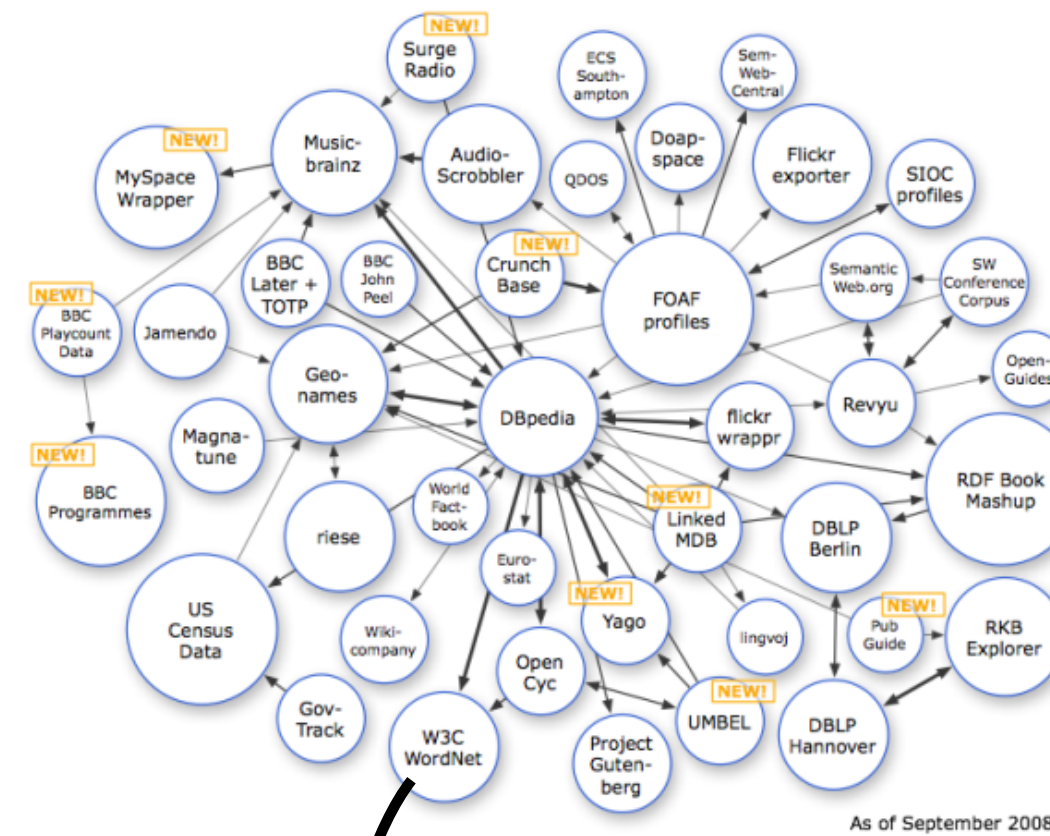 NEW!
Surge
Radio
ECS
South-
ampton
Sem-
Web-
Central
NEW!
MySpace
Wrapper
Music-
brainz
Audio-
Scrobbler
QDOS
Doap-
space
Flickr
exporter
SIOC
profiles
NEW!
BBC
Playcount
Data
Jamendo
BBC
Later +
TOTP
BBC
John
Peel
NEW!
Crunch
Base
FOAF
profiles
Semantic
Web.org
SW
Conference
Corpus
Geo-
names
DBpedia
flickr
wrappr
Revyu
Open-
Guides
Magna-
tune
NEW!
BBC
Programmes
riese
World
Fact-
book
Euro-
stat
NEW!
Linked
MDB
DBLP
Berlin
RDF Book
Mashup
US
Census
Data
Wiki-
company
Open
Cyc
NEW!
Yago
lingvoj
NEW!
Pub
Guide
RKB
Explorer
Gov-
Track
W3C
WordNet
Project
Guten-
berg
NEW!
UMBEL
DBLP
Hannover
As of September 2008